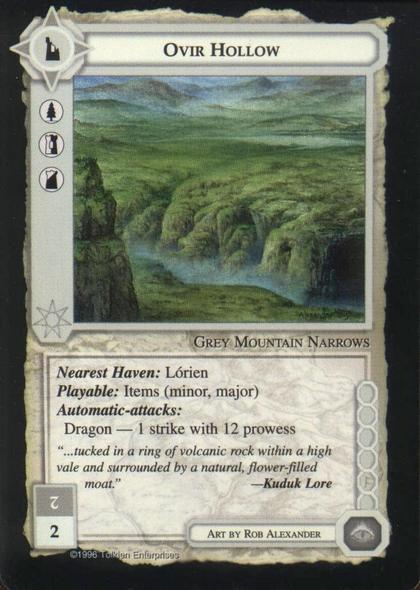 OVIR HOLLOW
2
GREY MOUNTAIN NARROWS
Nearest Haven: Lórien
Playable: Items (minor, major)
Automatic-attacks:
Dragon — 1 strike with 12 prowess
“...tucked in a ring of volcanic rock within a high
vale and surrounded by a natural, flower-filled
moat.” —Kuduk Lore
2
2
F
ART BY ROB ALEXANDER
©1996 Tolkien Enterprises